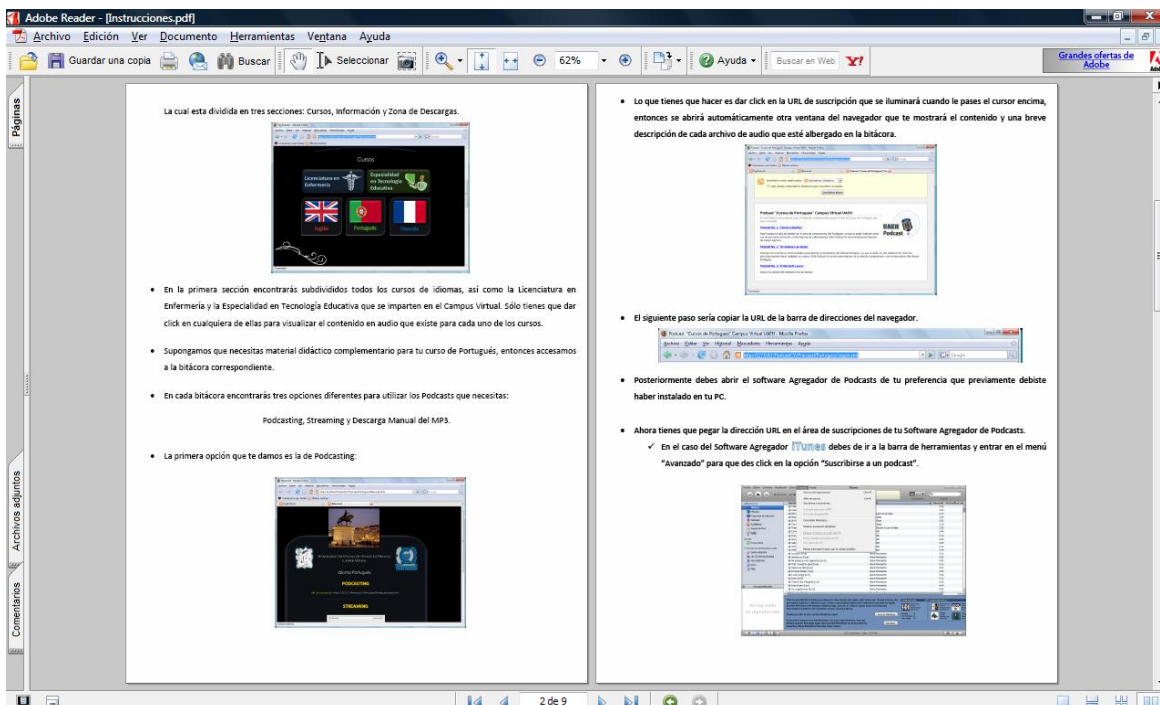 Adobe Reader - [Instrucciones.pdf]
Archivo Edición Ver Documento Herramientas Ventana Ayuda
Guardar una copia Buscar Seleccionar 62% Ayuda Buscar en Web Y! Grandes ofertas de
Adobe
Páginas
Archivos adjuntos
Comentarios
La cual esta dividida en tres secciones: Cursos, Información y Zona de Descargas.
Cursos
Licenciatura en
Enfermería
Especialidad
en Tecnología
Educativa
Inglés Portugués Francés
• En la primera sección encontrarás subdivididos todos los cursos de idiomas, así como la Licenciatura en
Enfermería y la Especialidad en Tecnología Educativa que se imparten en el Campus Virtual. Sólo tienes que dar
click en cualquiera de ellas para visualizar el contenido en audio que existe para cada uno de los cursos.
• Supongamos que necesitas material didáctico complementario para tu curso de Portugués, entonces accesamos
a la bitácora correspondiente.
• En cada bitácora encontrarás tres opciones diferentes para utilizar los Podcasts que necesitas:
Podcasting, Streaming y Descarga Manual del MP3.
• La primera opción que te damos es la de Podcasting:
Idioma Portugués
PODCASTING
STREAMING
• Lo que tienes que hacer es dar click en la URL de suscripción que se iluminará cuando le pases el cursor encima,
entonces se abrirá automáticamente otra ventana del navegador que te mostrará el contenido y una breve
descripción de cada archivo de audio que esté albergado en la bitácora.
Podcast "Cursos de Portugues" Campus Virtual UAEH
UAEH
Podcast
• El siguiente paso sería copiar la URL de la barra de direcciones del navegador.
Podcast "Cursos de Portugues" Campus Virtual UAEH - Mozilla Firefox
Archivo Editar Ver Historial Marcadores Herramientas Ayuda
Google
• Posteriormente debes abrir el software Agregador de Podcasts de tu preferencia que previamente debiste
haber instalado en tu PC.
• Ahora tienes que pegar la dirección URL en el área de suscripciones de tu Software Agregador de Podcasts.
✓ En el caso del Software Agregador iTunes debes de ir a la barra de herramientas y entrar en el menú
"Avanzado" para que des click en la opción "Suscribirse a un podcast".
2 de 9